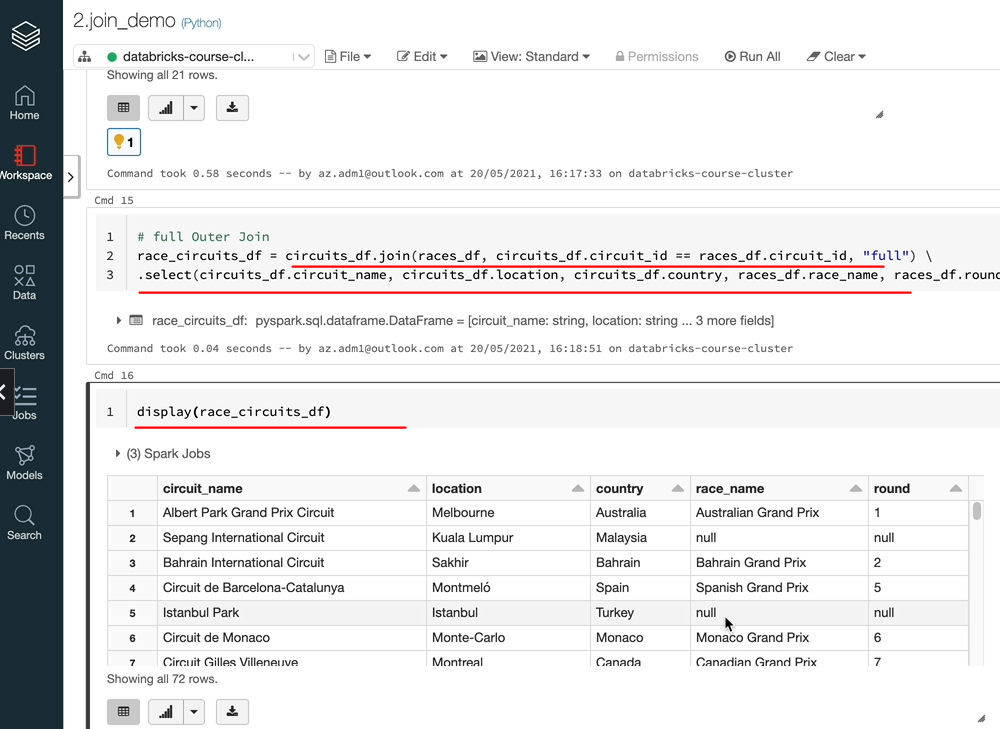 2.join_demo (Python)
databricks-course-cl...
File
Edit
View: Standard
Permissions
Run All
Clear
Home
Workspace
Recents
Data
Clusters
Jobs
Models
Search
Showing all 21 rows.
1
Command took 0.58 seconds -- by az.adm1@outlook.com at 20/05/2021, 16:17:33 on databricks-course-cluster
Cmd 15
1 # full Outer Join
2 race_circuits_df = circuits_df.join(races_df, circuits_df.circuit_id == races_df.circuit_id, "full") \
3 .select(circuits_df.circuit_name, circuits_df.location, circuits_df.country, races_df.race_name, races_df.round
race_circuits_df: pyspark.sql.dataframe.DataFrame = [circuit_name: string, location: string ... 3 more fields]
Command took 0.04 seconds -- by az.adm1@outlook.com at 20/05/2021, 16:18:51 on databricks-course-cluster
Cmd 16
1 display(race_circuits_df)
(3) Spark Jobs
circuit_name location country race_name round
1 Albert Park Grand Prix Circuit Melbourne Australia Australian Grand Prix 1
2 Sepang International Circuit Kuala Lumpur Malaysia null null
3 Bahrain International Circuit Sakhir Bahrain Bahrain Grand Prix 2
4 Circuit de Barcelona-Catalunya Montmeló Spain Spanish Grand Prix 5
5 Istanbul Park Istanbul Turkey null null
6 Circuit de Monaco Monte-Carlo Monaco Monaco Grand Prix 6
7 Circuit Gilles Villeneuve Montreal Canada Canadian Grand Prix 7
Showing all 72 rows.